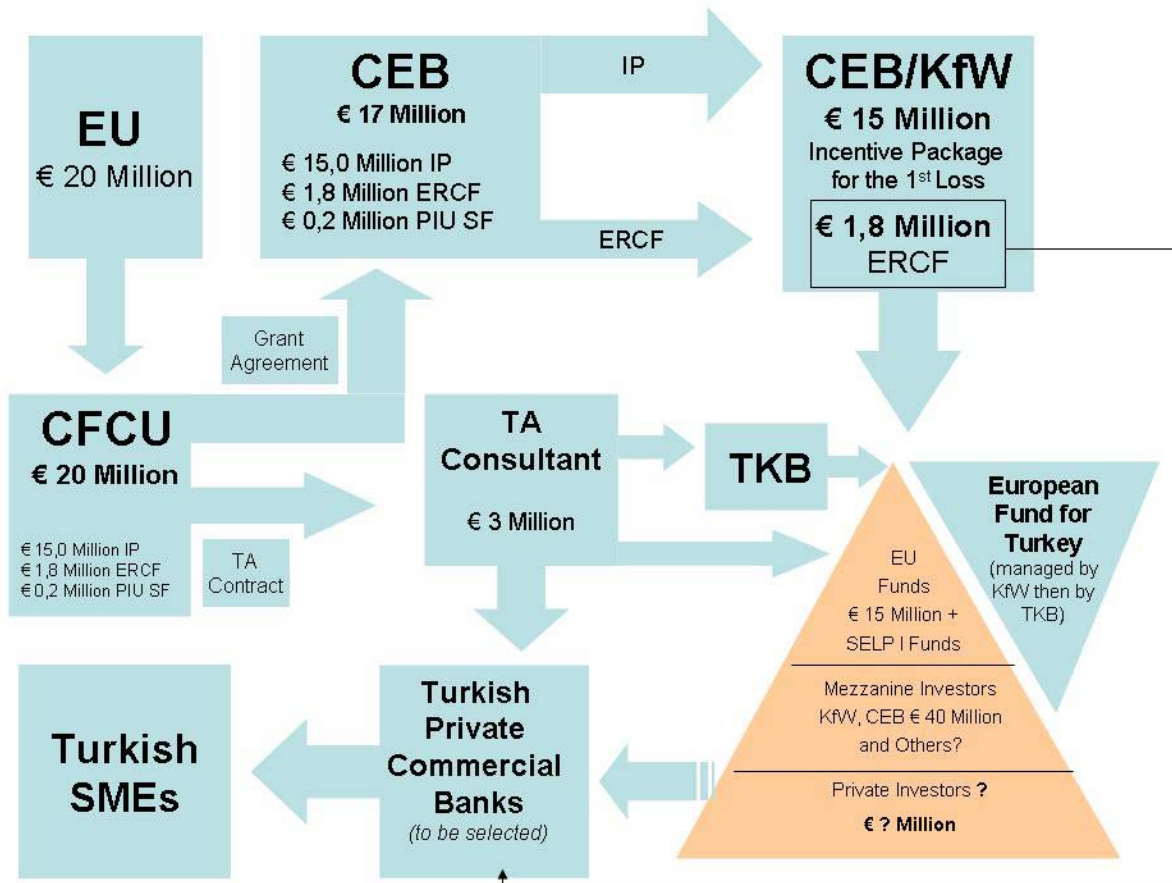 EU
€ 20 Million
CEB
€ 17 Million
€ 15,0 Million IP
€ 1,8 Million ERCF
€ 0,2 Million PIU SF
IP
ERCF
CEB/KfW
€ 15 Million
Incentive Package
for the 1st Loss
€ 1,8 Million
ERCF
Grant
Agreement
CFCU
€ 20 Million
€ 15,0 Million IP
€ 1,8 Million ERCF
€ 0,2 Million PIU SF
TA
Contract
TA
Consultant
€ 3 Million
TKB
European
Fund for
Turkey
(managed by
KfW then by
TKB)
EU
Funds
€ 15 Million +
SELP I Funds
Mezzanine Investors
KfW, CEB € 40 Million
and Others?
Private Investors ?
€ ? Million
Turkish
Private
Commercial
Banks
(to be selected)
Turkish
SMEs